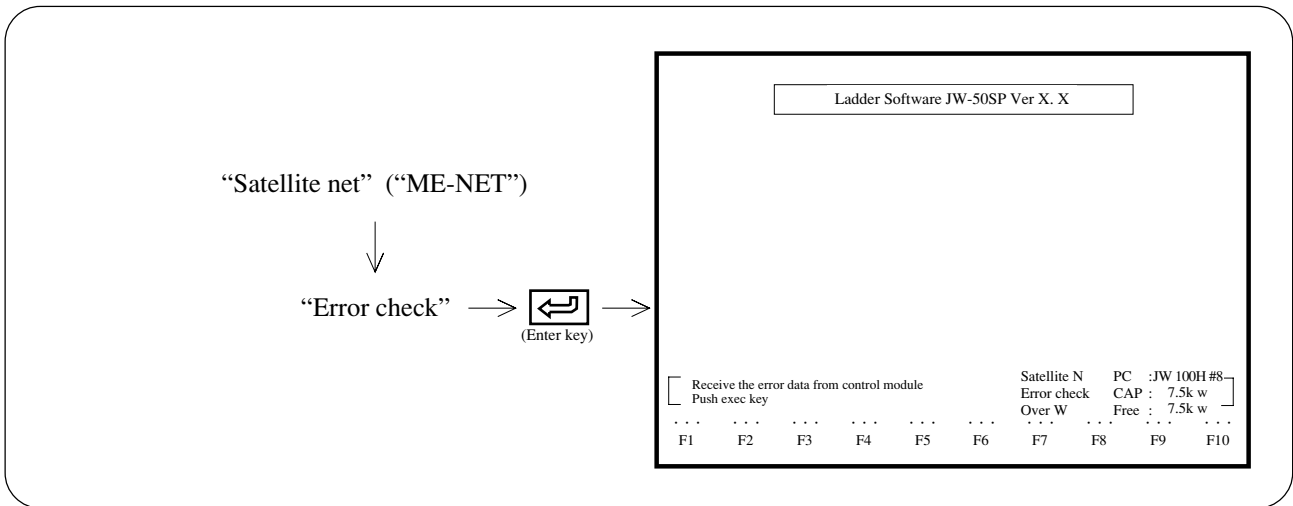 “Satellite net” (“ME-NET”)
“Error check”
(Enter key)
Ladder Software JW-50SP Ver X. X
Receive the error data from control module
Push exec key
Satellite N PC :JW 100H #8
Error check CAP : 7.5k w
Over W Free : 7.5k w
. . . . . . . . . . . . . . . . . . . . . . . . . . . . . .
F1 F2 F3 F4 F5 F6 F7 F8 F9 F10